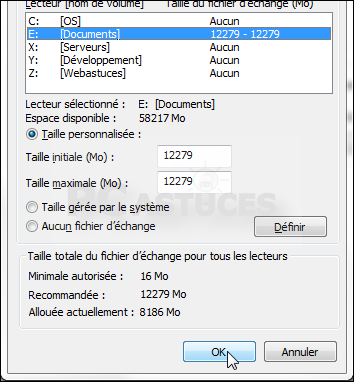 Lecteur [nom de volume] Taille du fichier d'échange (Mo)
C: [OS] Aucun
E: [Documents] 12279 - 12279
X: [Serveurs] Aucun
Y: [Développement] Aucun
Z: [Webastuces] Aucun
Lecteur sélectionné : E: [Documents]
Espace disponible : 58217 Mo
Taille personnalisée :
Taille initiale (Mo) : 12279
Taille maximale (Mo) : 12279
Taille gérée par le système
Aucun fichier d'échange
Définir
Taille totale du fichier d'échange pour tous les lecteurs
Minimale autorisée : 16 Mo
Recommandée : 12279 Mo
Allouée actuellement : 8186 Mo
OK Annuler